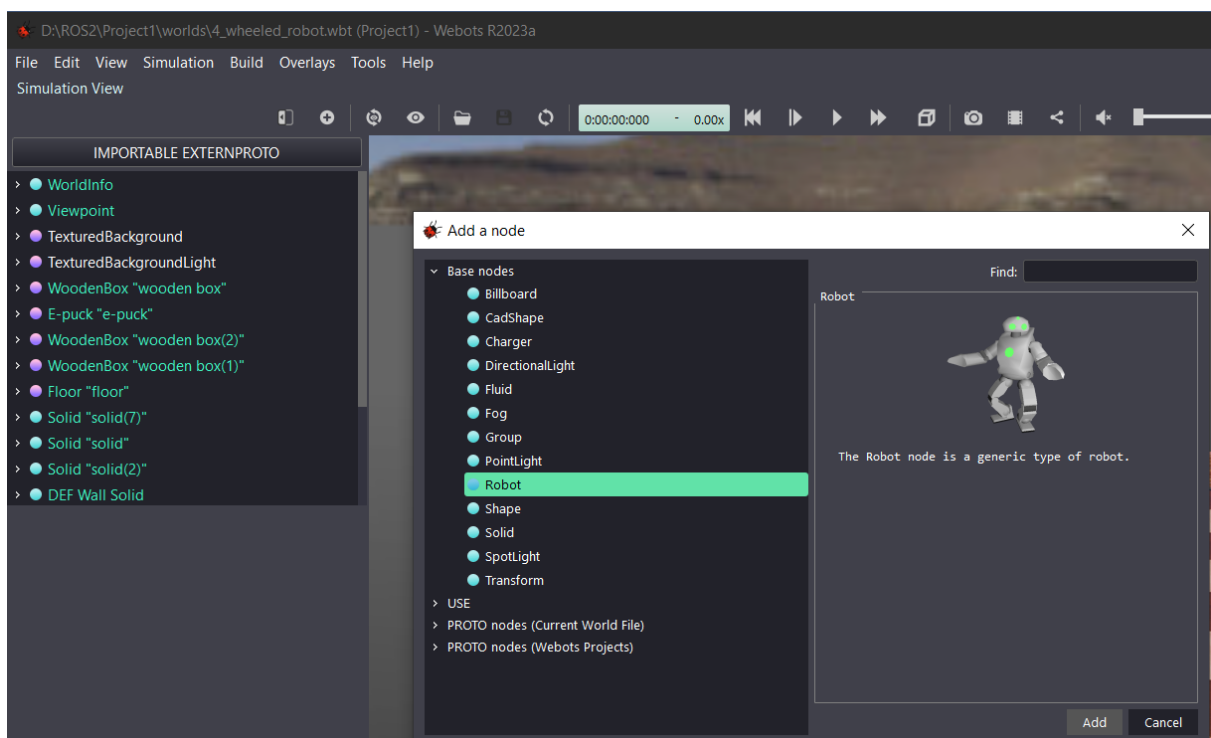 D:\ROS2\Project1\worlds\4_wheeled_robot.wbt (Project1) - Webots R2023a
File Edit View Simulation Build Overlays Tools Help
Simulation View
0:00:00:000 - 0.00x
IMPORTABLE EXTERNPROTO
WorldInfo
Viewpoint
TexturedBackground
TexturedBackgroundLight
WoodenBox "wooden box"
E-puck "e-puck"
WoodenBox "wooden box(2)"
WoodenBox "wooden box(1)"
Floor "floor"
Solid "solid(7)"
Solid "solid"
Solid "solid(2)"
DEF Wall Solid
Add a node
Base nodes
Billboard
CadShape
Charger
DirectionalLight
Fluid
Fog
Group
PointLight
Robot
Shape
Solid
SpotLight
Transform
USE
PROTO nodes (Current World File)
PROTO nodes (Webots Projects)
Find:
Robot
The Robot node is a generic type of robot.
Add Cancel